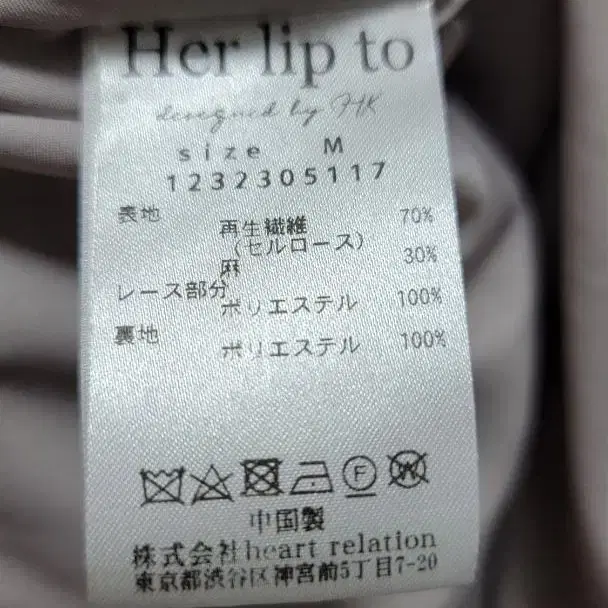 Her lip to
designed by HK
size M
1232305117
表地 再生繊維 70%
（セルロース）
麻 30%
レース部分 ポリエステル 100%
裏地 ポリエステル 100%
F
W
中国製
株式会社heart relation
東京都渋谷区神宮前5丁目7-20